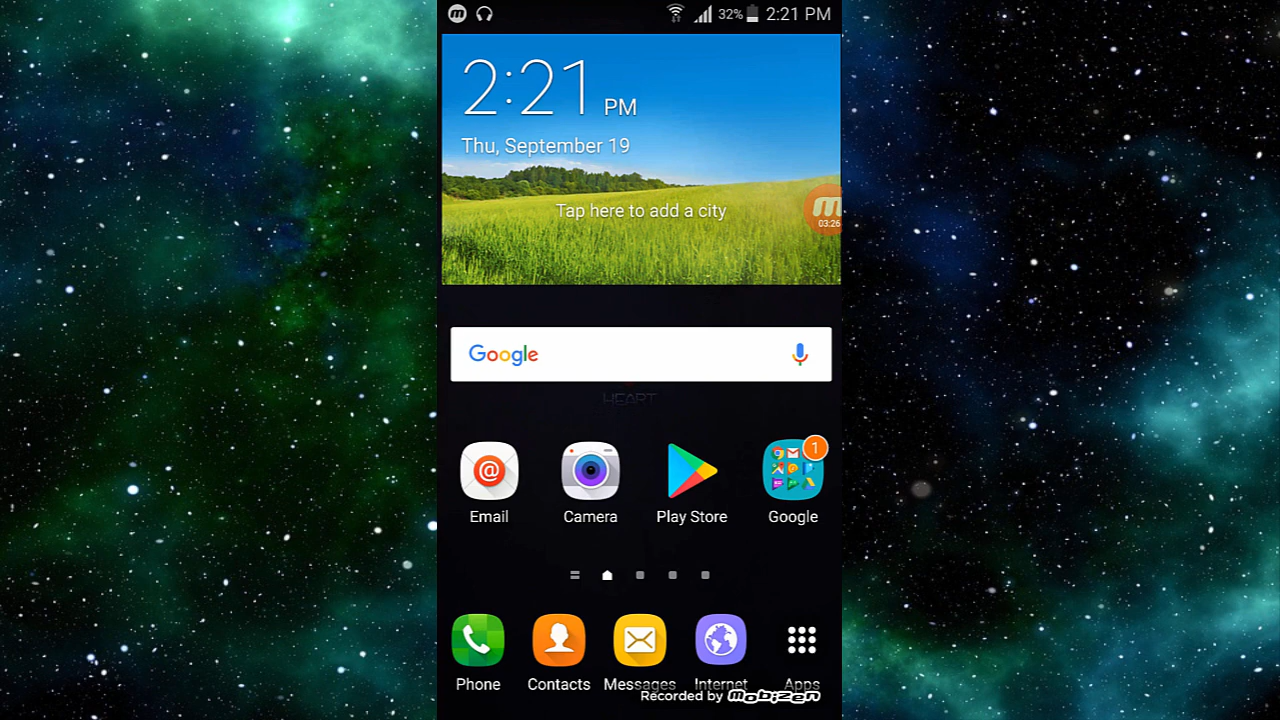 32% 2:21 PM
2:21 PM
Thu, September 19
Tap here to add a city
03:26
Google
HEART
1
Email Camera Play Store Google
Phone Contacts Messages Internet Apps
Recorded by mobizen